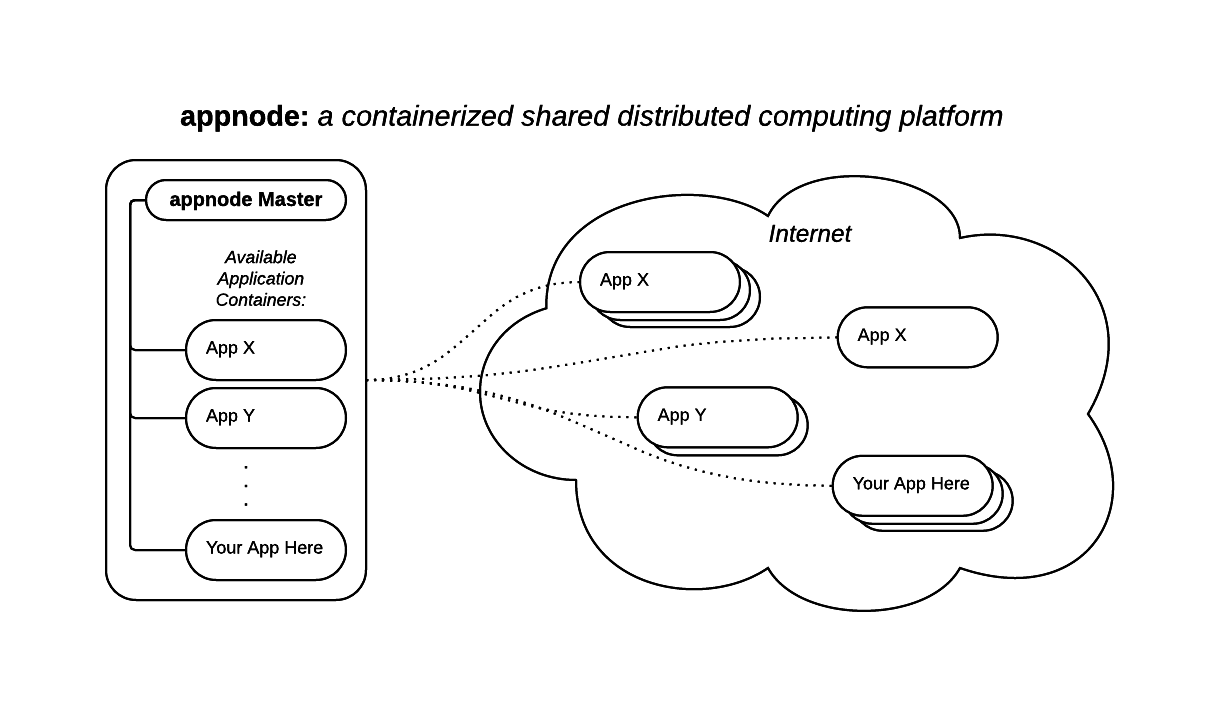 appnode: a containerized shared distributed computing platform
appnode Master
Available
Application
Containers:
App X
App Y
Your App Here
Internet
App X
App X
App Y
Your App Here